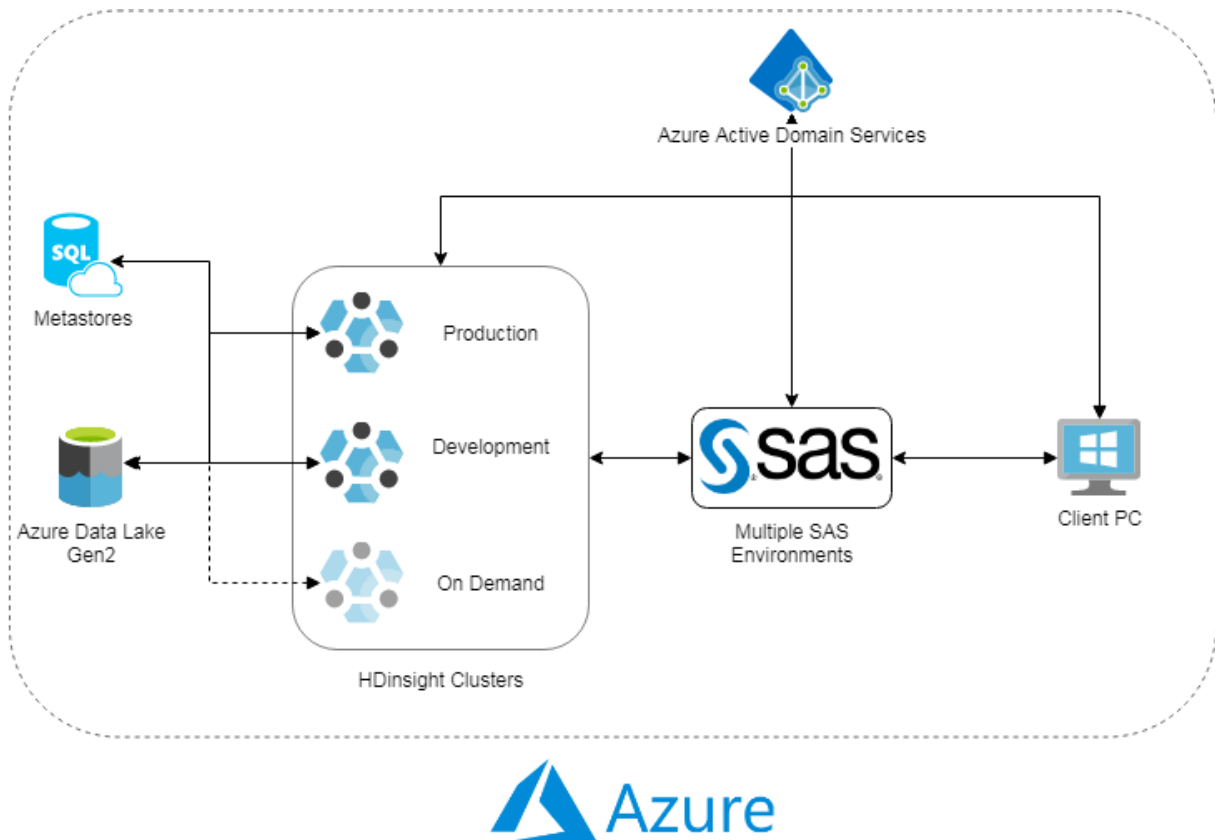 Azure Active Domain Services
SQL
Metastores
Production
Development
On Demand
HDinsight Clusters
Azure Data Lake
Gen2
sas
Multiple SAS
Environments
Client PC
Azure